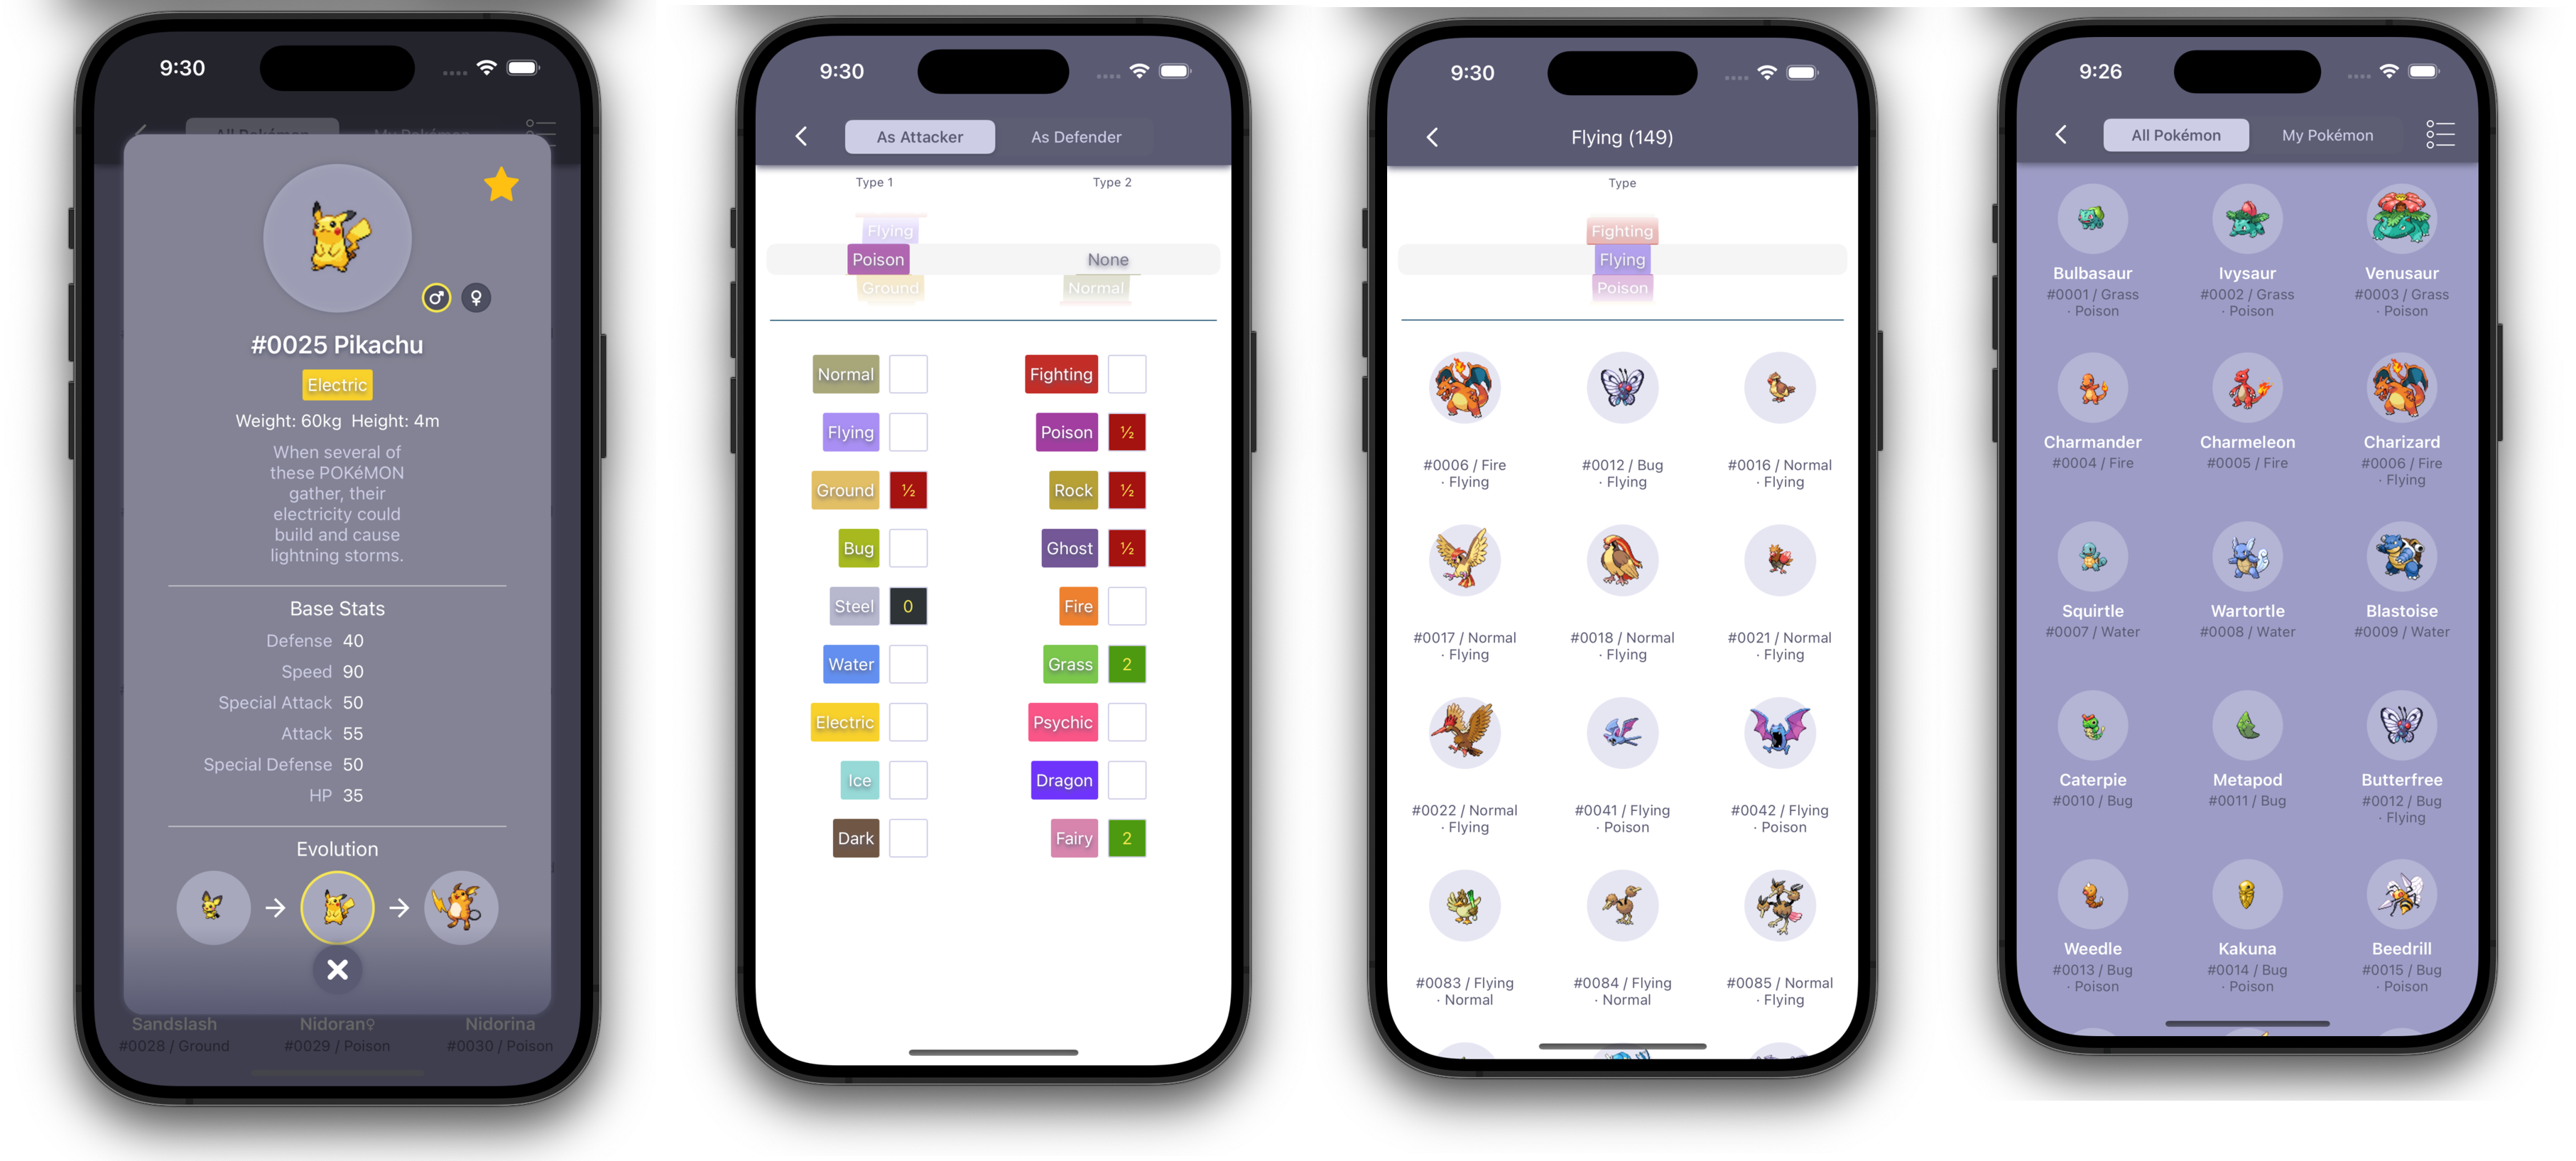 9:30
All Pokémon My Pokémon
#0025 Pikachu
Electric
Weight: 60kg Height: 4m
When several of
these POKéMON
gather, their
electricity could
build and cause
lightning storms.
Base Stats
Defense 40
Speed 90
Special Attack 50
Attack 55
Special Defense 50
HP 35
Evolution
Sandslash Nidoran♀ Nidorina
#0028 / Ground #0029 / Poison #0030 / Poison
9:30
As Attacker As Defender
Type 1 Type 2
Flying
Poison None
Ground Normal
Normal Fighting
Flying Poison ½
Ground ½ Rock ½
Bug Ghost ½
Steel 0 Fire
Water Grass 2
Electric Psychic
Ice Dragon
Dark Fairy 2
9:30
Flying (149)
Type
Fighting
Flying
Poison
#0006 / Fire #0012 / Bug #0016 / Normal
· Flying · Flying · Flying
#0017 / Normal #0018 / Normal #0021 / Normal
· Flying · Flying · Flying
#0022 / Normal #0041 / Flying #0042 / Flying
· Flying · Poison · Poison
#0083 / Flying #0084 / Flying #0085 / Normal
· Normal · Normal · Flying
9:26
All Pokémon My Pokémon
Bulbasaur Ivysaur Venusaur
#0001 / Grass #0002 / Grass #0003 / Grass
· Poison · Poison · Poison
Charmander Charmeleon Charizard
#0004 / Fire #0005 / Fire #0006 / Fire
· Flying
Squirtle Wartortle Blastoise
#0007 / Water #0008 / Water #0009 / Water
Caterpie Metapod Butterfree
#0010 / Bug #0011 / Bug #0012 / Bug
· Flying
Weedle Kakuna Beedrill
#0013 / Bug #0014 / Bug #0015 / Bug
· Poison · Poison · Poison